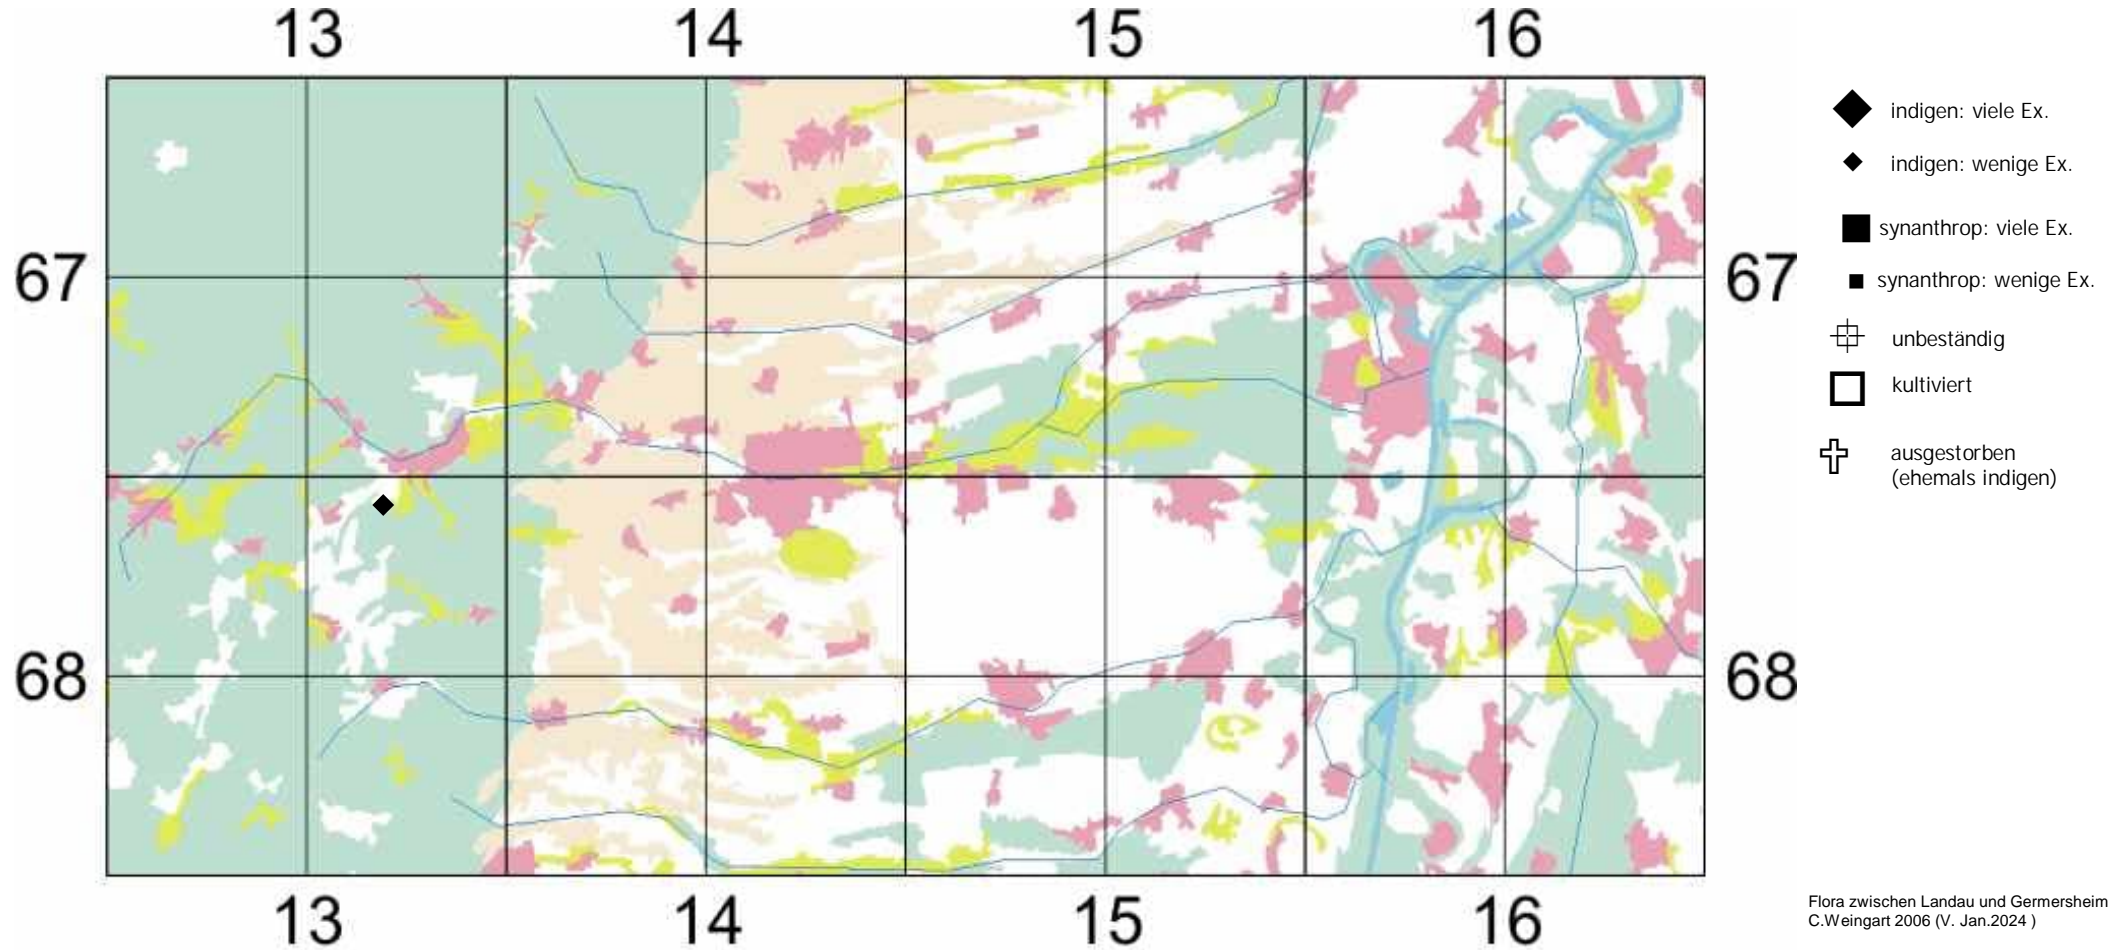 13 14 15 16
indigen: viele Ex.
indigen: wenige Ex.
synanthrop: viele Ex.
67 67
synanthrop: wenige Ex.
unbeständig
kultiviert
ausgestorben
(ehemals indigen)
68 68
13 14 15 16
Flora zwischen Landau und Germersheim
C.Weingart 2006 (V. Jan.2024 )